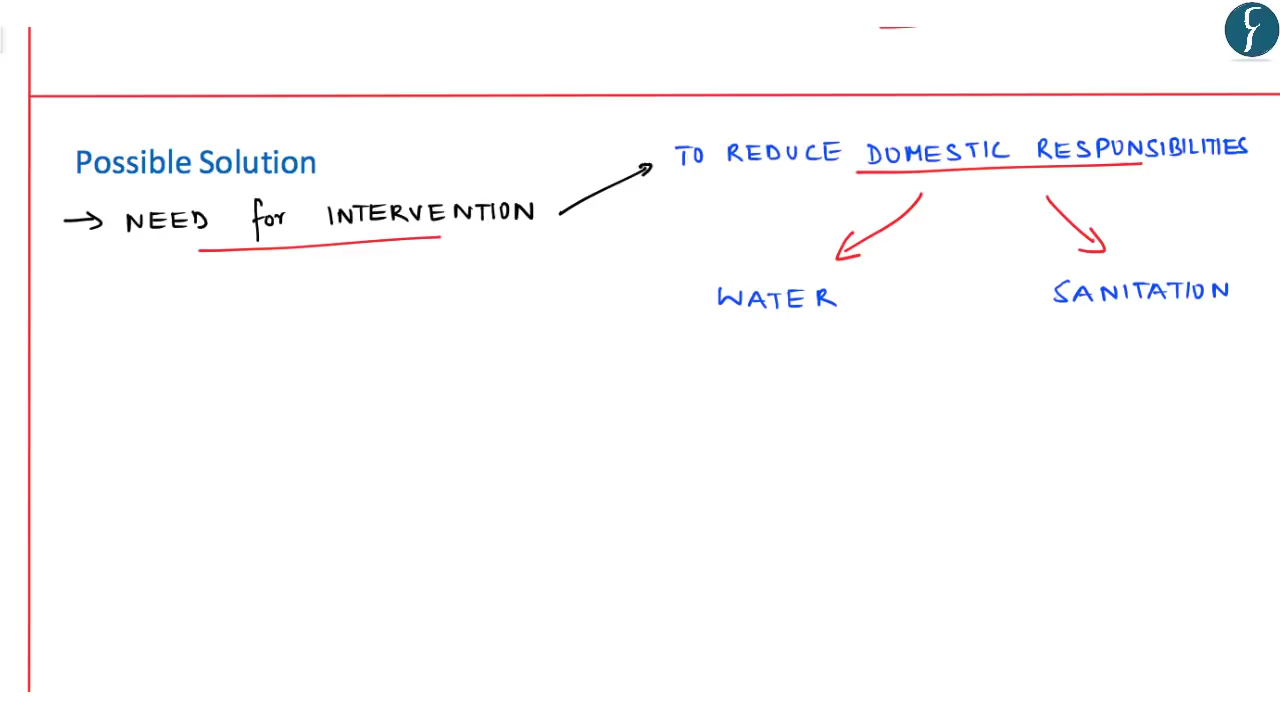 Possible Solution
→ NEED for INTERVENTION
TO REDUCE DOMESTIC RESPONSIBILITIES
WATER
SANITATION